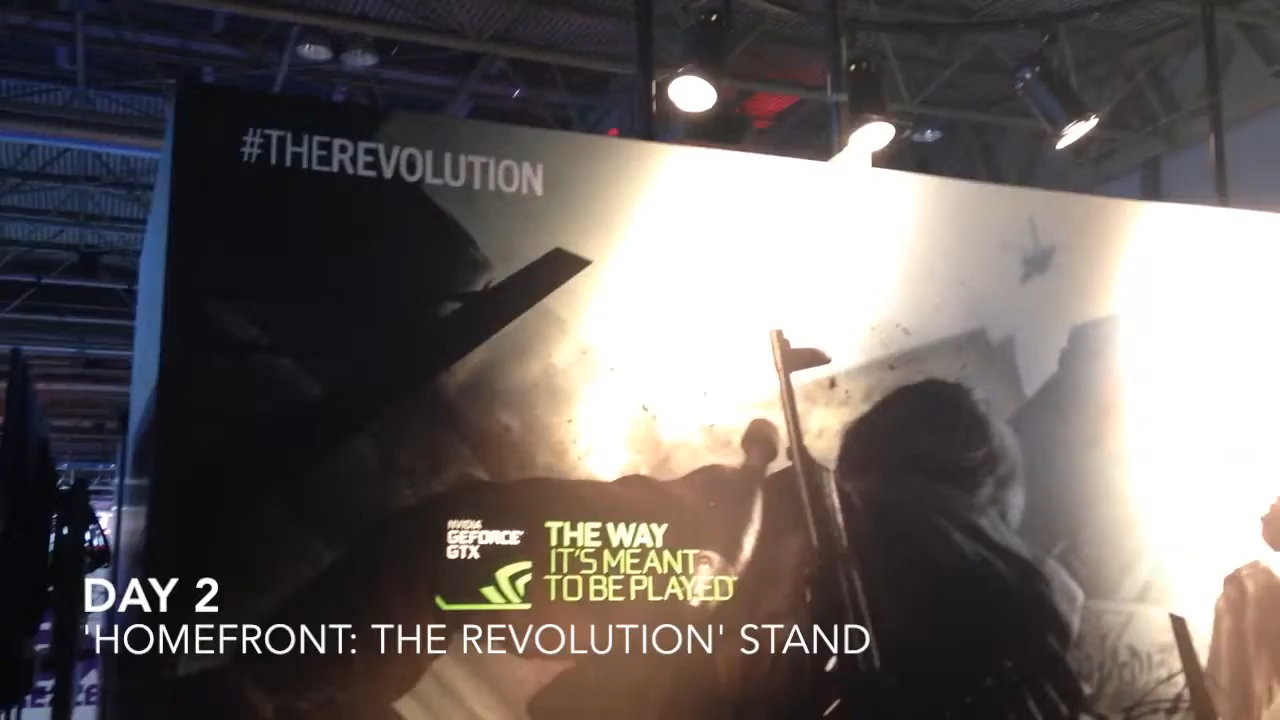 #THEREVOLUTION
NVIDIA
GEFORCE
GTX
THE WAY
IT'S MEANT
TO BE PLAYED
DAY 2
'HOMEFRONT: THE REVOLUTION' STAND